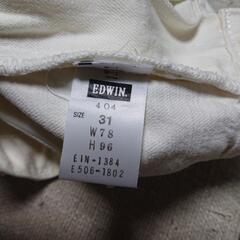 EDWIN.
404
SIZE 31
W78
H96
EIN-1384
E506-1802